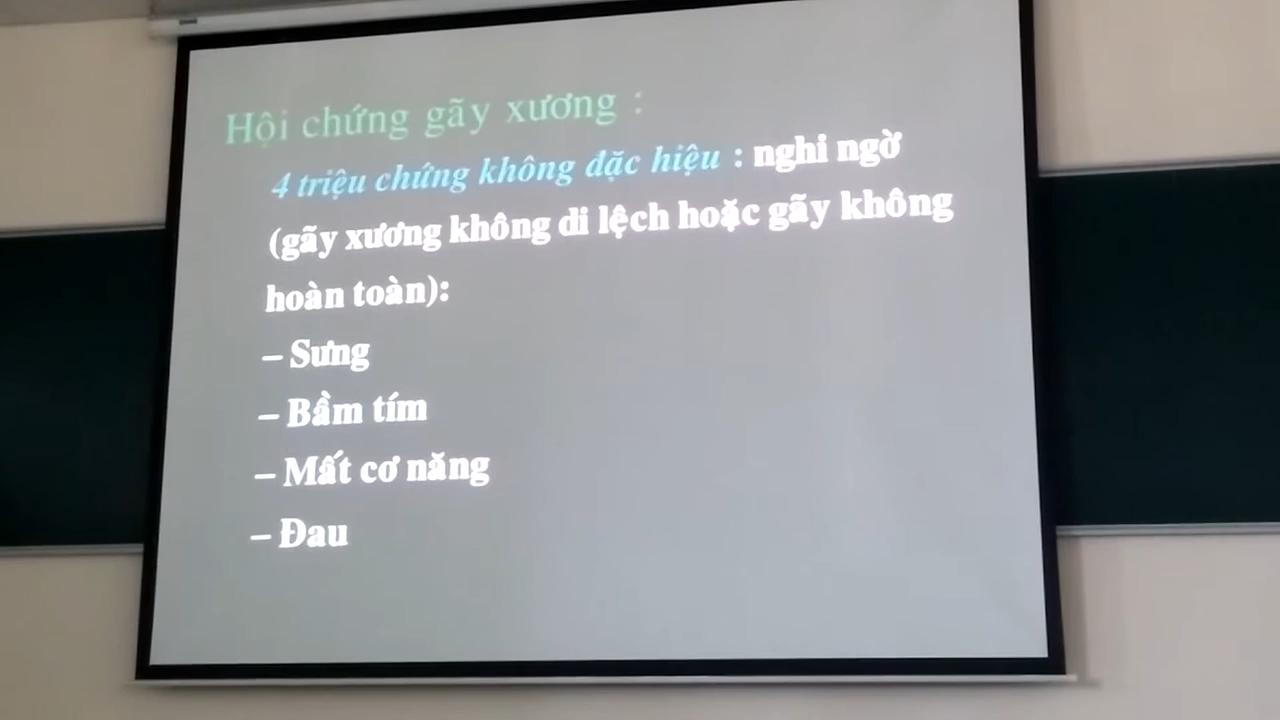 Hội chứng gãy xương :
4 triệu chứng không đặc hiệu : nghi ngờ
(gãy xương không di lệch hoặc gãy không
hoàn toàn):
– Sưng
– Bầm tím
– Mất cơ năng
– Đau